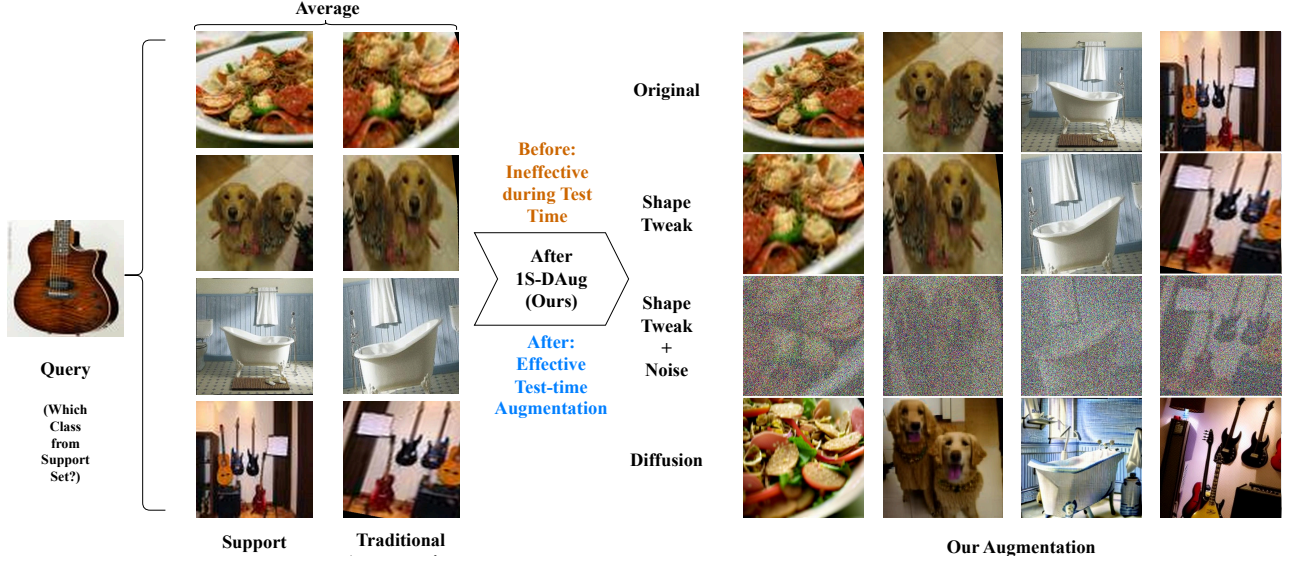 Average
Query
(Which
Class
from
Support
Set?)
Support
Traditional
Before:
Ineffective
during Test
Time
After
1S-DAug
(Ours)
After:
Effective
Test-time
Augmentation
Original
Shape
Tweak
Shape
Tweak
+
Noise
Diffusion
Our Augmentation